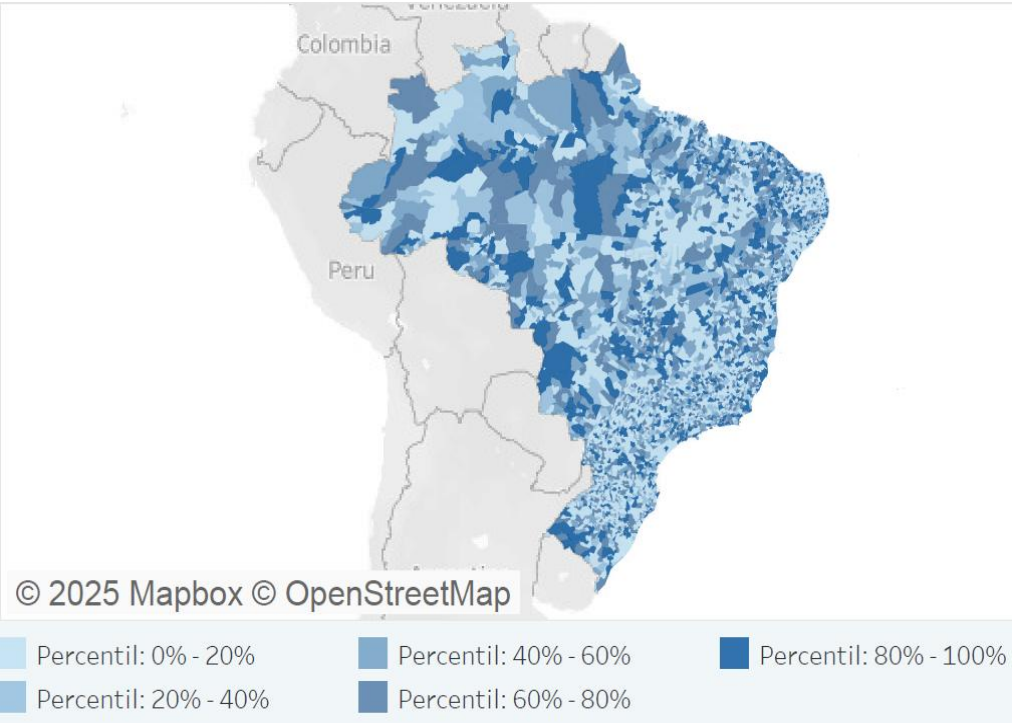 Colombia
Peru
© 2025 Mapbox © OpenStreetMap
Percentil: 0% - 20%
Percentil: 40% - 60%
Percentil: 80% - 100%
Percentil: 20% - 40%
Percentil: 60% - 80%